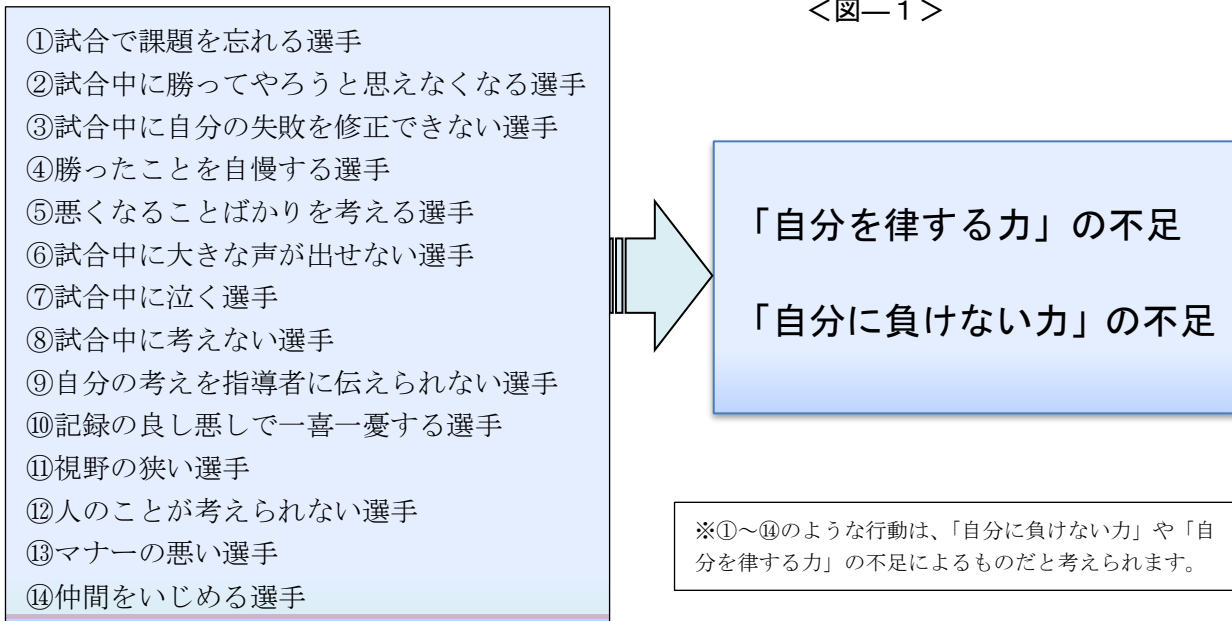 <図―１>
①試合で課題を忘れる選手
②試合中に勝ってやろうと思えなくなる選手
③試合中に自分の失敗を修正できない選手
④勝ったことを自慢する選手
⑤悪くなることばかりを考える選手
⑥試合中に大きな声が出せない選手
⑦試合中に泣く選手
⑧試合中に考えない選手
⑨自分の考えを指導者に伝えられない選手
⑩記録の良し悪しで一喜一憂する選手
⑪視野の狭い選手
⑫人のことが考えられない選手
⑬マナーの悪い選手
⑭仲間をいじめる選手
「自分を律する力」の不足
「自分に負けない力」の不足
※①～⑭のような行動は、「自分に負けない力」や「自
分を律する力」の不足によるものだと考えられます。